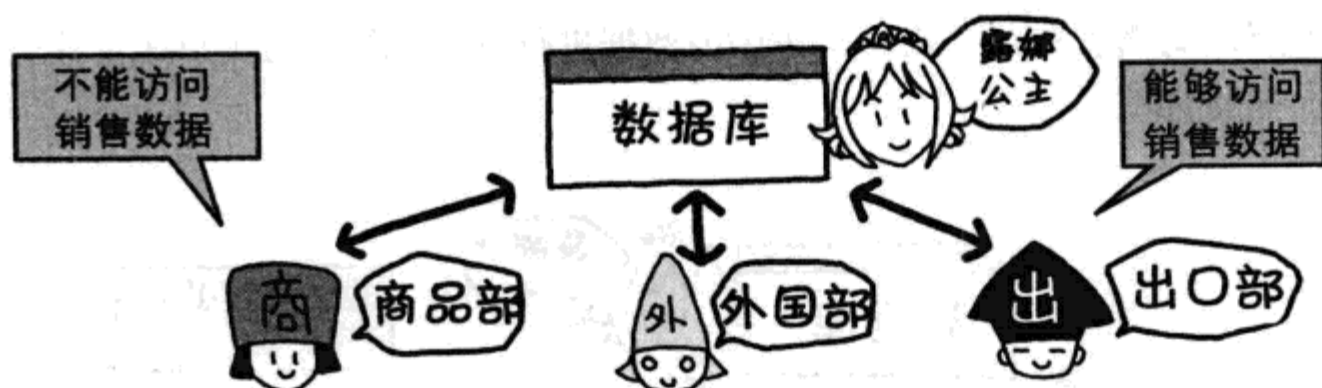 不能访问
销售数据
数据库
露娜
公主
能够访问
销售数据
商
商品部
外
外国部
出
出口部